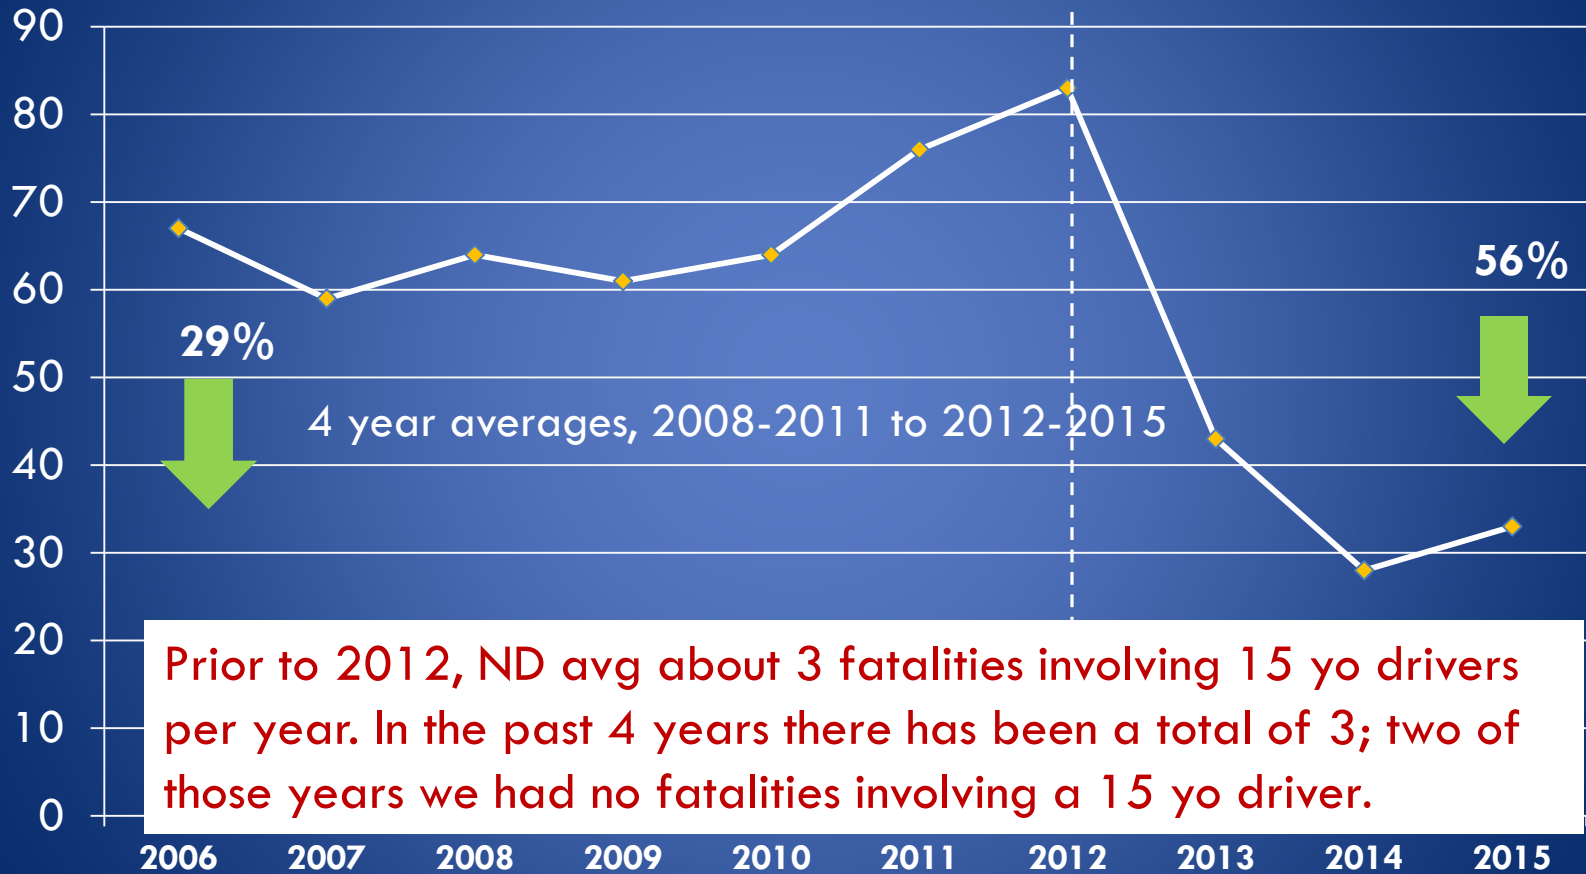 90
80
70
60
50
40
30
20
10
0
29%
56%
4 year averages, 2008-2011 to 2012-2015
Prior to 2012, ND avg about 3 fatalities involving 15 yo drivers
per year. In the past 4 years there has been a total of 3; two of
those years we had no fatalities involving a 15 yo driver.
2006 2007 2008 2009 2010 2011 2012 2013 2014 2015